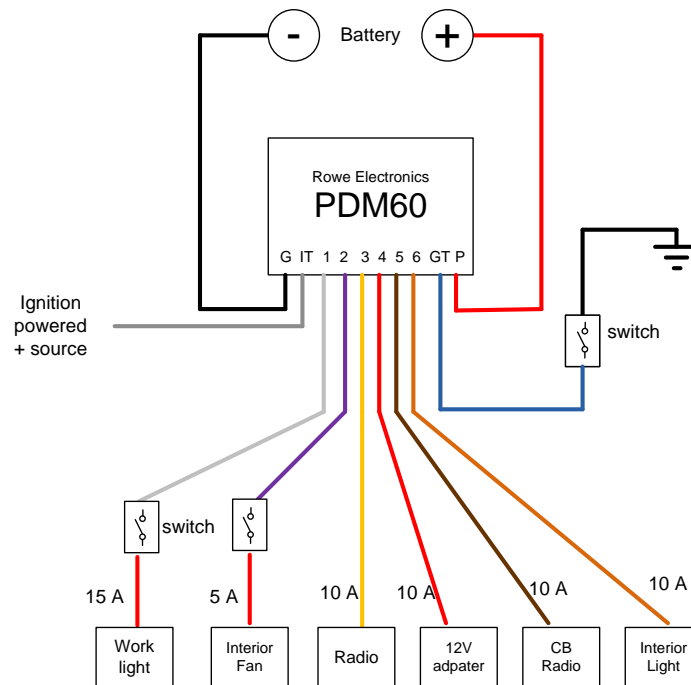 - Battery +
Rowe Electronics
PDM60
G IT 1 2 3 4 5 6 GT P
Ignition
powered
+ source
switch
switch
15 A
5 A
10 A
10 A
10 A
10 A
Work
light
Interior
Fan
Radio
12V
adpater
CB
Radio
Interior
Light